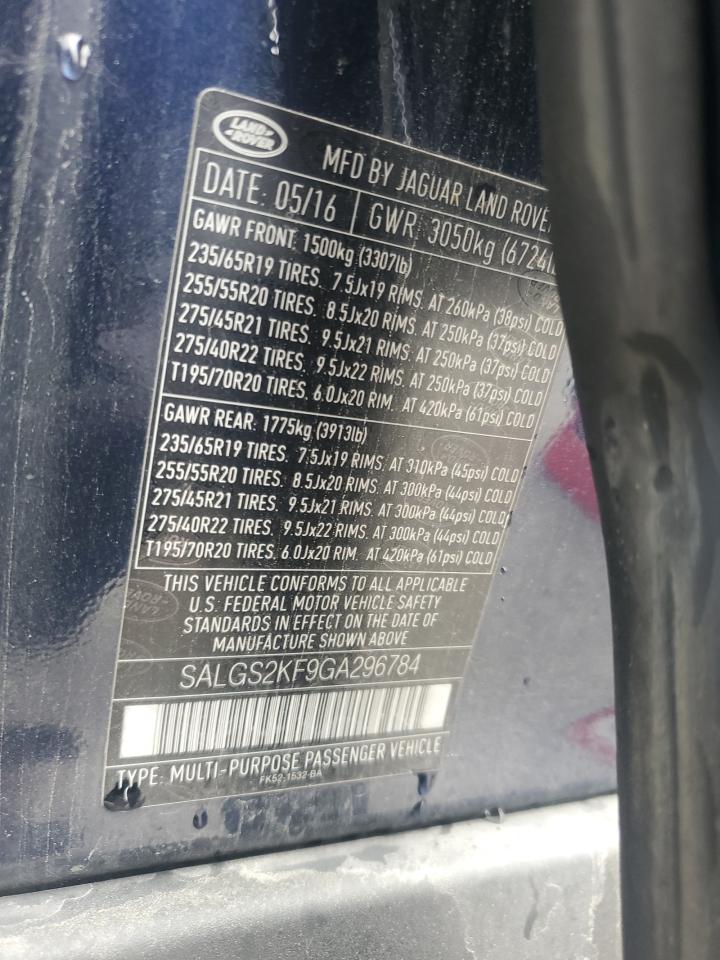 LAND ROVER
MFD BY JAGUAR LAND ROVE
DATE: 05/16 GWR: 3050kg (6724
GAWR FRONT: 1500kg (3307lb)
235/65R19 TIRES. 7.5Jx19 RIMS. AT 260kPa (38psi) COLD
255/55R20 TIRES. 8.5Jx20 RIMS. AT 250kPa (37psi) COLD
275/45R21 TIRES. 9.5Jx21 RIMS. AT 250kPa (37psi) COLD
275/40R22 TIRES. 9.5Jx22 RIMS. AT 250kPa (37psi) COLD
T195/70R20 TIRES. 6.0Jx20 RIM. AT 420kPa (61psi) COLD
GAWR REAR: 1775kg (3913lb)
235/65R19 TIRES. 7.5Jx19 RIMS. AT 310kPa (45psi) COLD
255/55R20 TIRES. 8.5Jx20 RIMS. AT 300kPa (44psi) COLD
275/45R21 TIRES. 9.5Jx21 RIMS. AT 300kPa (44psi) COLD
275/40R22 TIRES. 9.5Jx22 RIMS. AT 300kPa (44psi) COLD
T195/70R20 TIRES. 6.0Jx20 RIM. AT 420kPa (61psi) COLD
THIS VEHICLE CONFORMS TO ALL APPLICABLE
U.S. FEDERAL MOTOR VEHICLE SAFETY
STANDARDS IN EFFECT ON THE DATE OF
MANUFACTURE SHOWN ABOVE
SALGS2KF9GA296784
TYPE: MULTI-PURPOSE PASSENGER VEHICLE
FK52-1532-BA